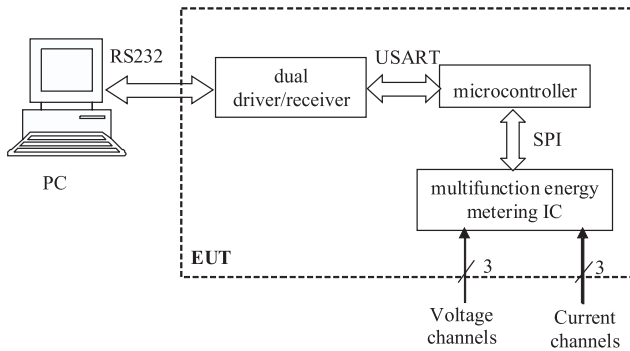 RS232
USART
dual
driver/receiver
microcontroller
SPI
PC
multifunction energy
metering IC
EUT
3
3
Voltage
channels
Current
channels